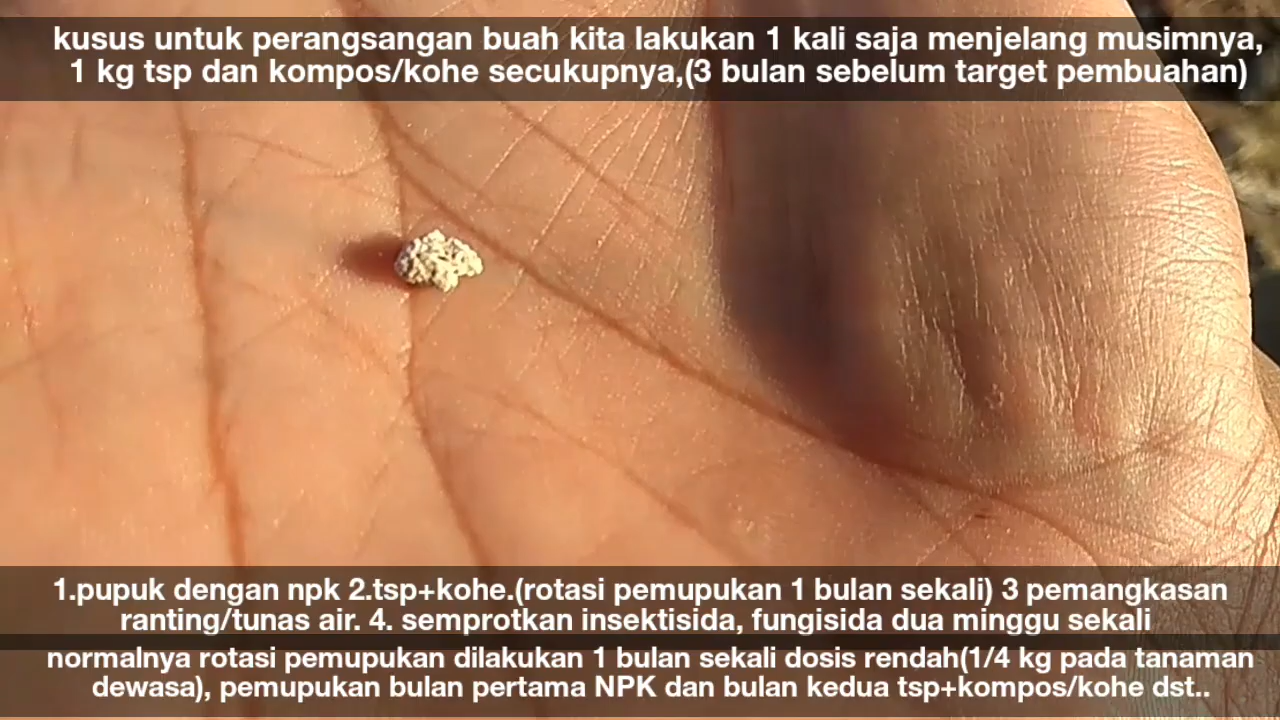 kusus untuk perangsangan buah kita lakukan 1 kali saja menjelang musimnya,
1 kg tsp dan kompos/kohe secukupnya,(3 bulan sebelum target pembuahan)
1.pupuk dengan npk 2.tsp+kohe.(rotasi pemupukan 1 bulan sekali) 3 pemangkasan
ranting/tunas air. 4. semprotkan insektisida, fungisida dua minggu sekali
normalnya rotasi pemupukan dilakukan 1 bulan sekali dosis rendah(1/4 kg pada tanaman
dewasa), pemupukan bulan pertama NPK dan bulan kedua tsp+kompos/kohe dst..